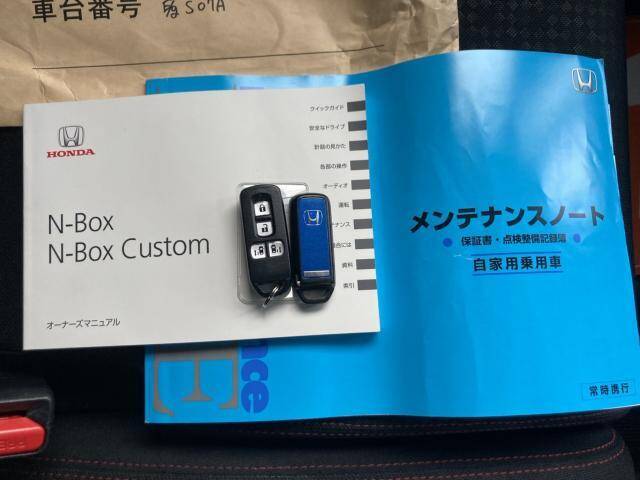 車台番号
クイックガイド
安全なドライブ
計器の見かた
各部の操作
オーディオ
運転
索引
資料
HONDA
N-Box
N-Box Custom
オーナーズマニュアル
メンテナンスノート
保証書・点検整備記録簿
自家用乗用車
常時携行
nce
E
PRESS